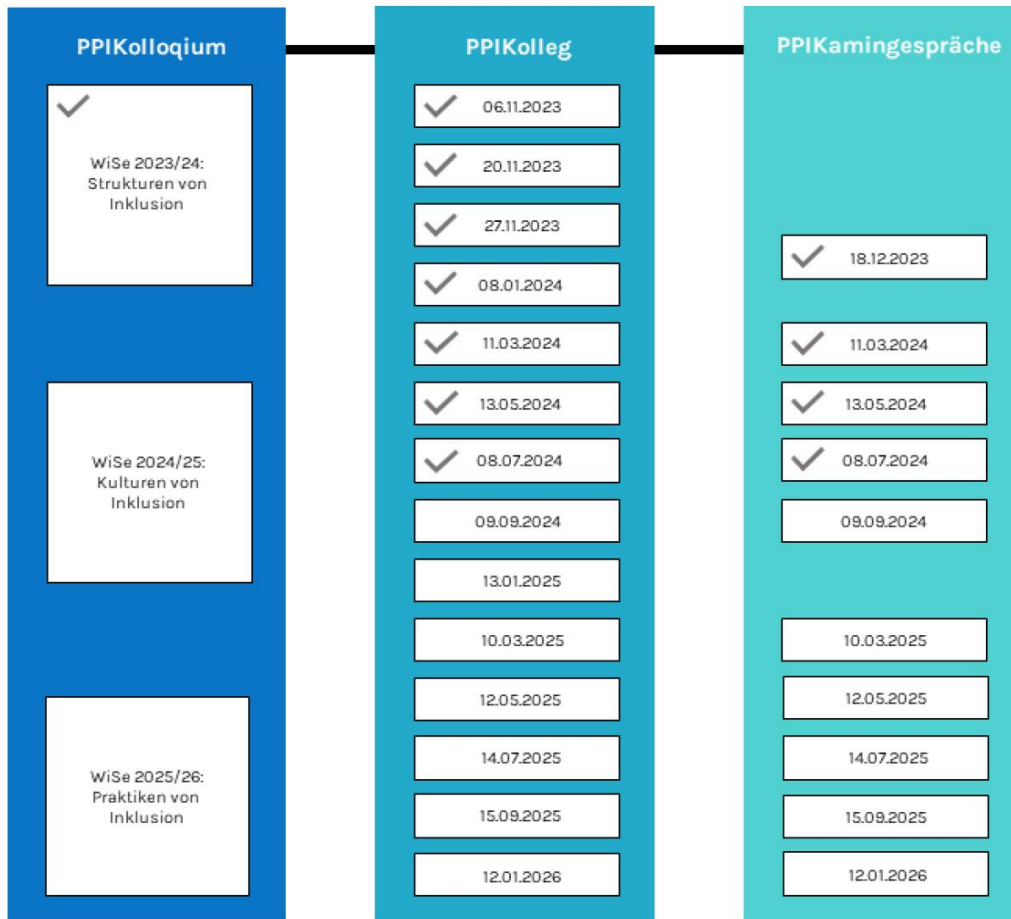 PPIKolloqium
WiSe 2023/24:
Strukturen von
Inklusion
WiSe 2024/25:
Kulturen von
Inklusion
WiSe 2025/26:
Praktiken von
Inklusion
PPIKolleg
06.11.2023
20.11.2023
27.11.2023
08.01.2024
11.03.2024
13.05.2024
08.07.2024
09.09.2024
13.01.2025
10.03.2025
12.05.2025
14.07.2025
15.09.2025
12.01.2026
PPIKamingespräche
18.12.2023
11.03.2024
13.05.2024
08.07.2024
09.09.2024
10.03.2025
12.05.2025
14.07.2025
15.09.2025
12.01.2026